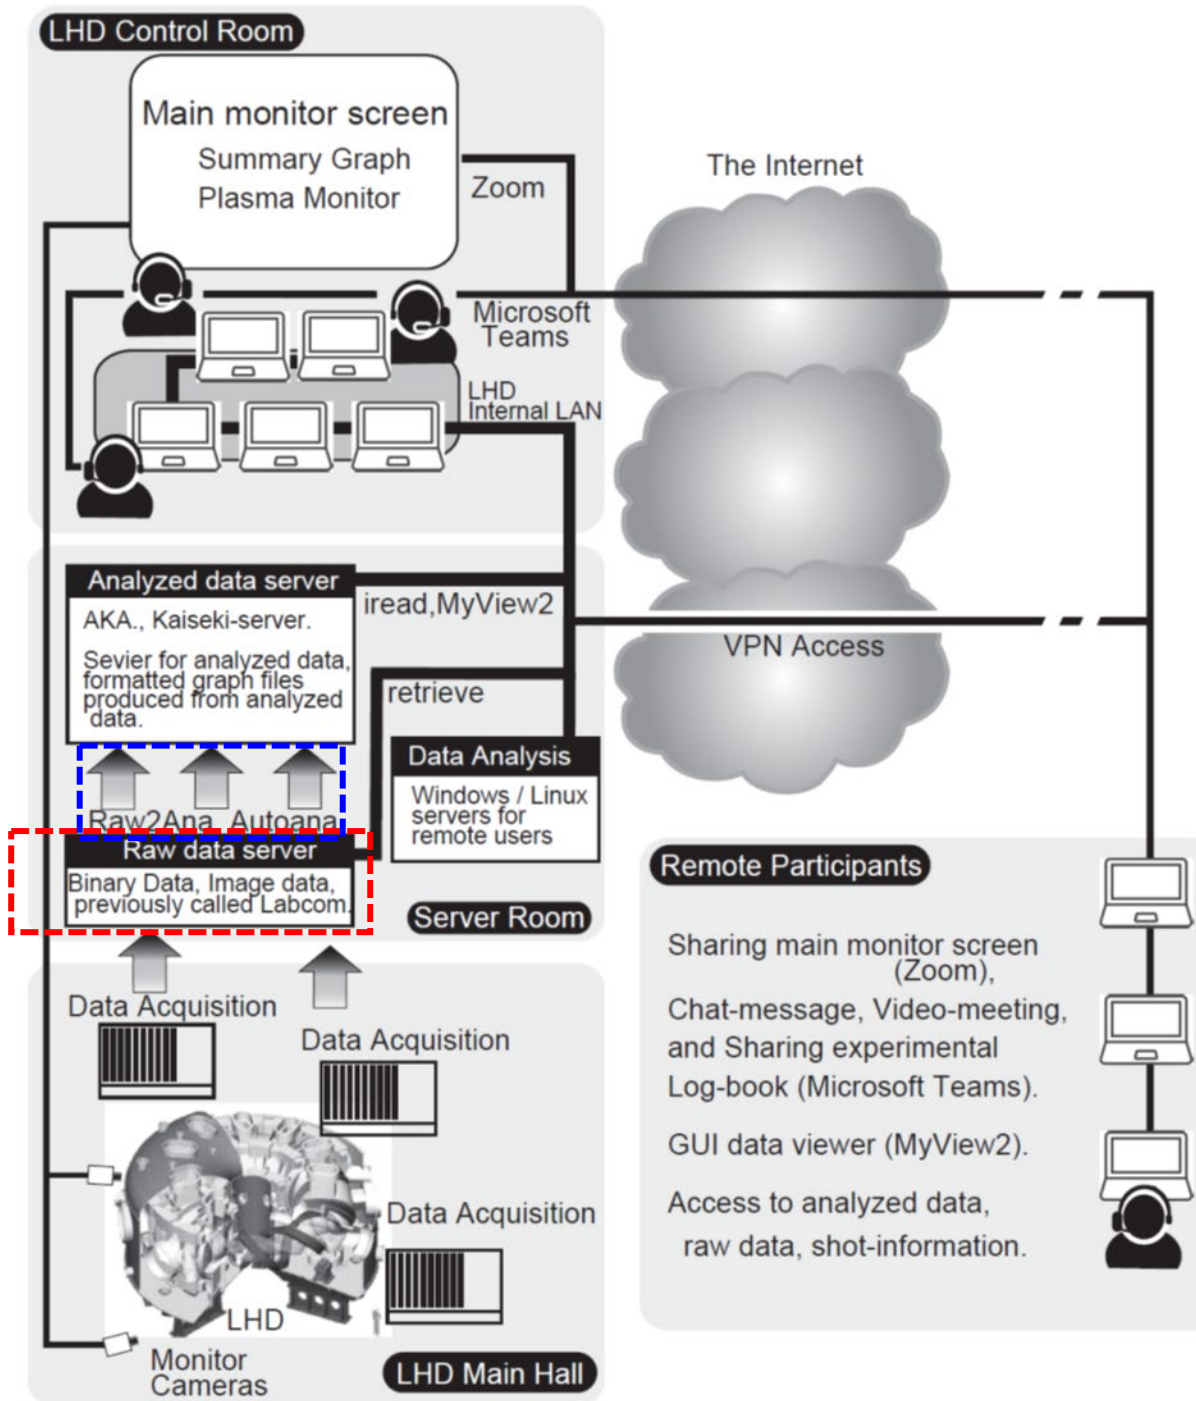 LHD Control Room
Main monitor screen
Summary Graph
Plasma Monitor
Zoom
The Internet
Microsoft
Teams
LHD
Internal LAN
Analyzed data server
AKA., Kaiseki-server.
Sevier for analyzed data,
formatted graph files
produced from analyzed
data.
iread,MyView2
VPN Access
retrieve
Data Analysis
Windows / Linux
servers for
remote users
Raw2Ana Autoana
Raw data server
Binary Data, Image data,
previously called Labcom.
Server Room
Remote Participants
Sharing main monitor screen
(Zoom),
Chat-message, Video-meeting,
and Sharing experimental
Log-book (Microsoft Teams).
GUI data viewer (MyView2).
Access to analyzed data,
raw data, shot-information.
Data Acquisition
Data Acquisition
Data Acquisition
LHD
Monitor
Cameras
LHD Main Hall